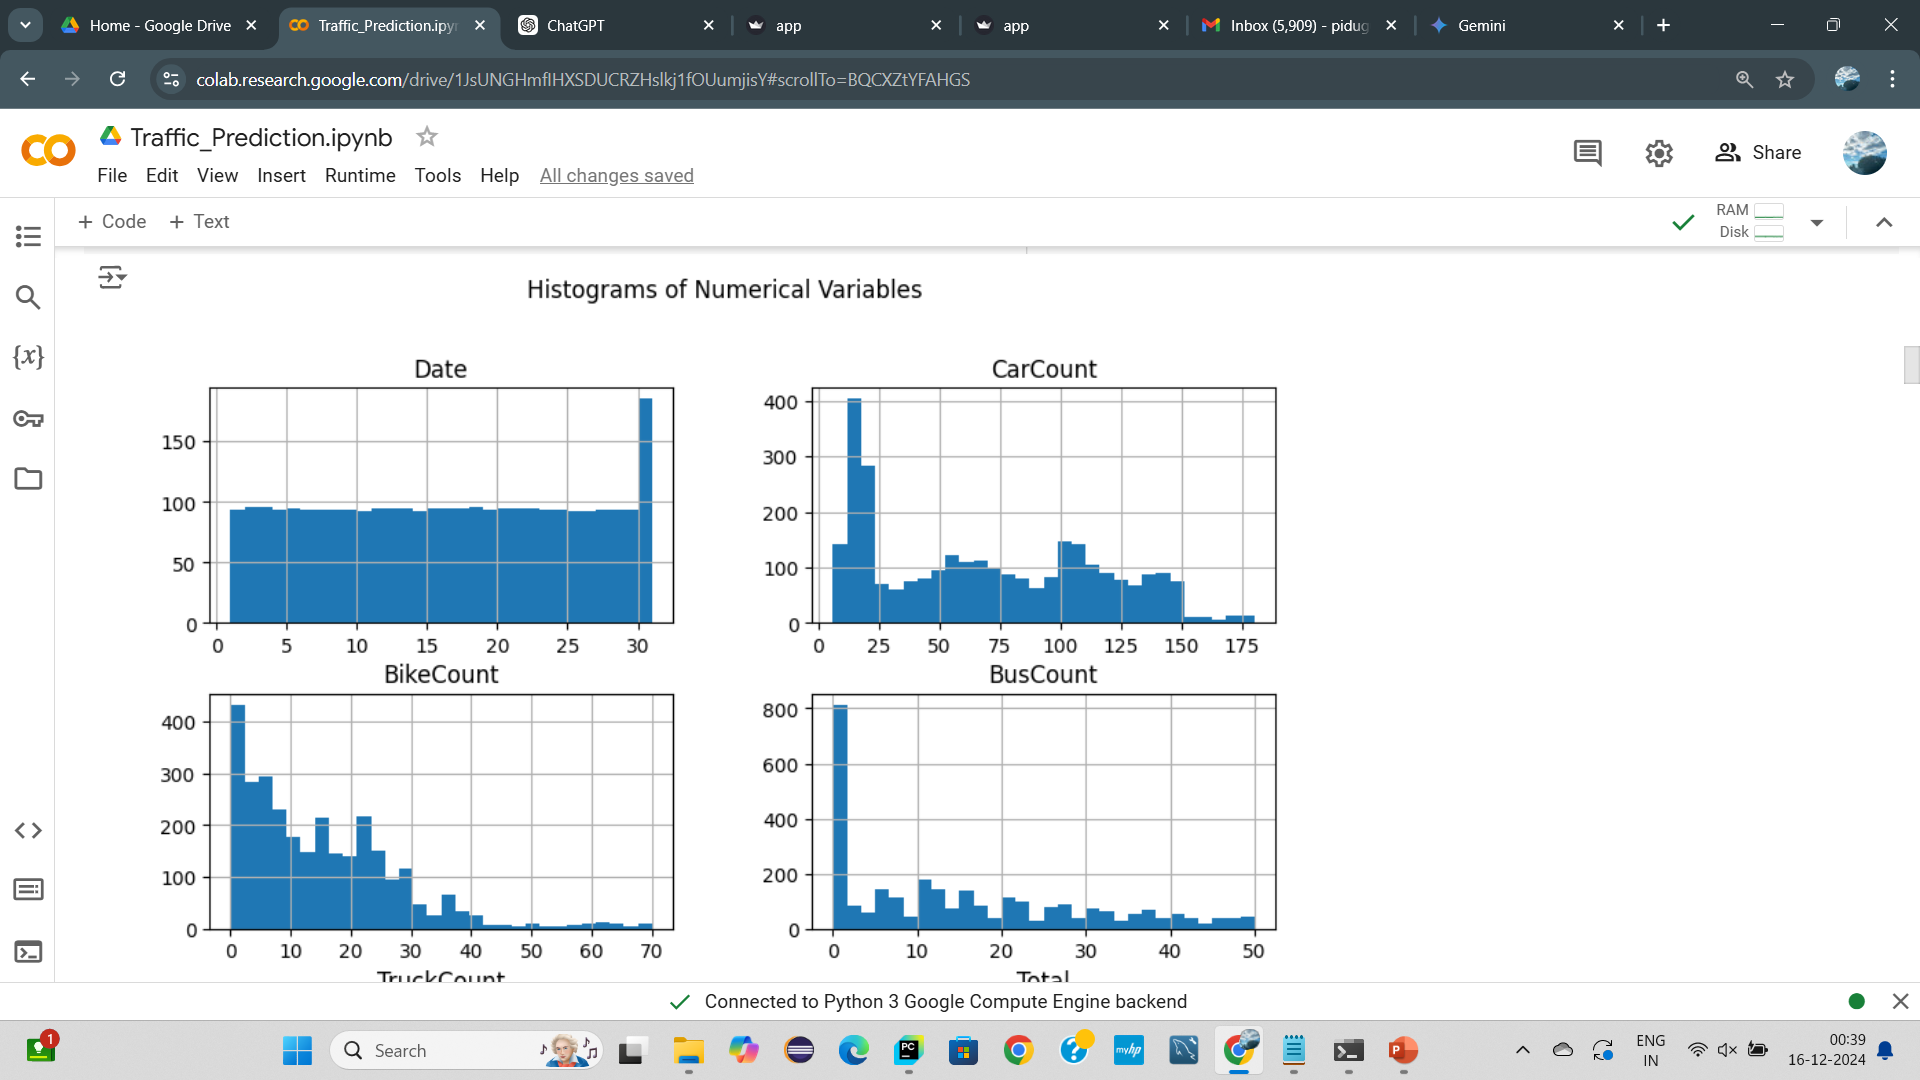 Home - Google Drive
Traffic_Prediction.ipyn
ChatGPT
app
app
Inbox (5,909) - pidug
Gemini
colab.research.google.com/drive/1JsUNGHmfIHXSDUCRZHslkj1fOUumjisY#scrollTo=BQCXZtYFAHGS
Traffic_Prediction.ipynb
Share
File Edit View Insert Runtime Tools Help All changes saved
+ Code + Text
RAM
Disk
{x}
Histograms of Numerical Variables
Date
150
100
50
0
0 5 10 15 20 25 30
CarCount
400
300
200
100
0
0 25 50 75 100 125 150 175
BikeCount
400
300
200
100
0
0 10 20 30 40 50 60 70
BusCount
800
600
400
200
0
0 10 20 30 40 50
TruckCount
Total
Connected to Python 3 Google Compute Engine backend
1
Search
PC
?
myhp
P
ENG
IN
00:39
16-12-2024